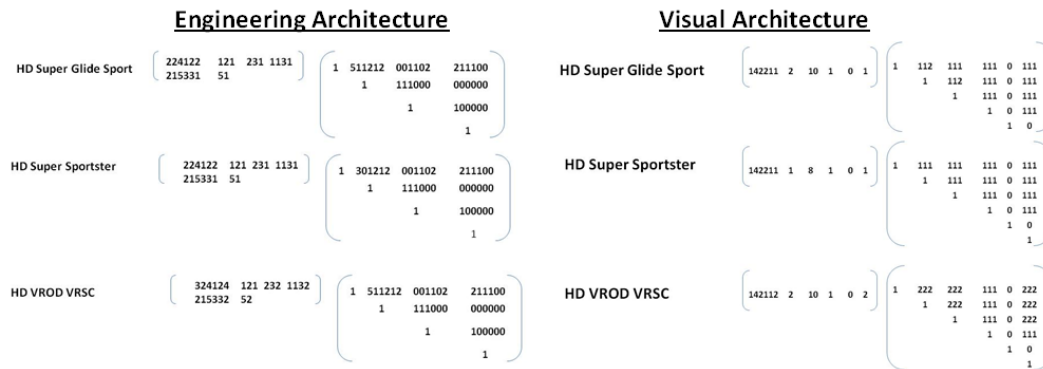 Engineering Architecture
Visual Architecture
HD Super Glide Sport
224122 121 231 1131
215331 51
1 511212 001102 211100
1 111000 000000
1 100000
1
HD Super Glide Sport
142211 2 10 1 0 1
1 112 111 111 0 111
1 112 111 0 111
1 111 0 111
1 0 111
1 0
HD Super Sportster
224122 121 231 1131
215331 51
1 301212 001102 211100
1 111000 000000
1 100000
1
HD Super Sportster
142211 1 8 1 0 1
1 111 111 111 0 111
1 111 111 0 111
1 111 0 111
1 0 111
1 0
1
HD VROD VRSC
324124 121 232 1132
215332 52
1 511212 001102 211100
1 111000 000000
1 100000
1
HD VROD VRSC
142112 2 10 1 0 2
1 222 222 111 0 222
1 222 111 0 222
1 111 0 222
1 0 111
1 0
1